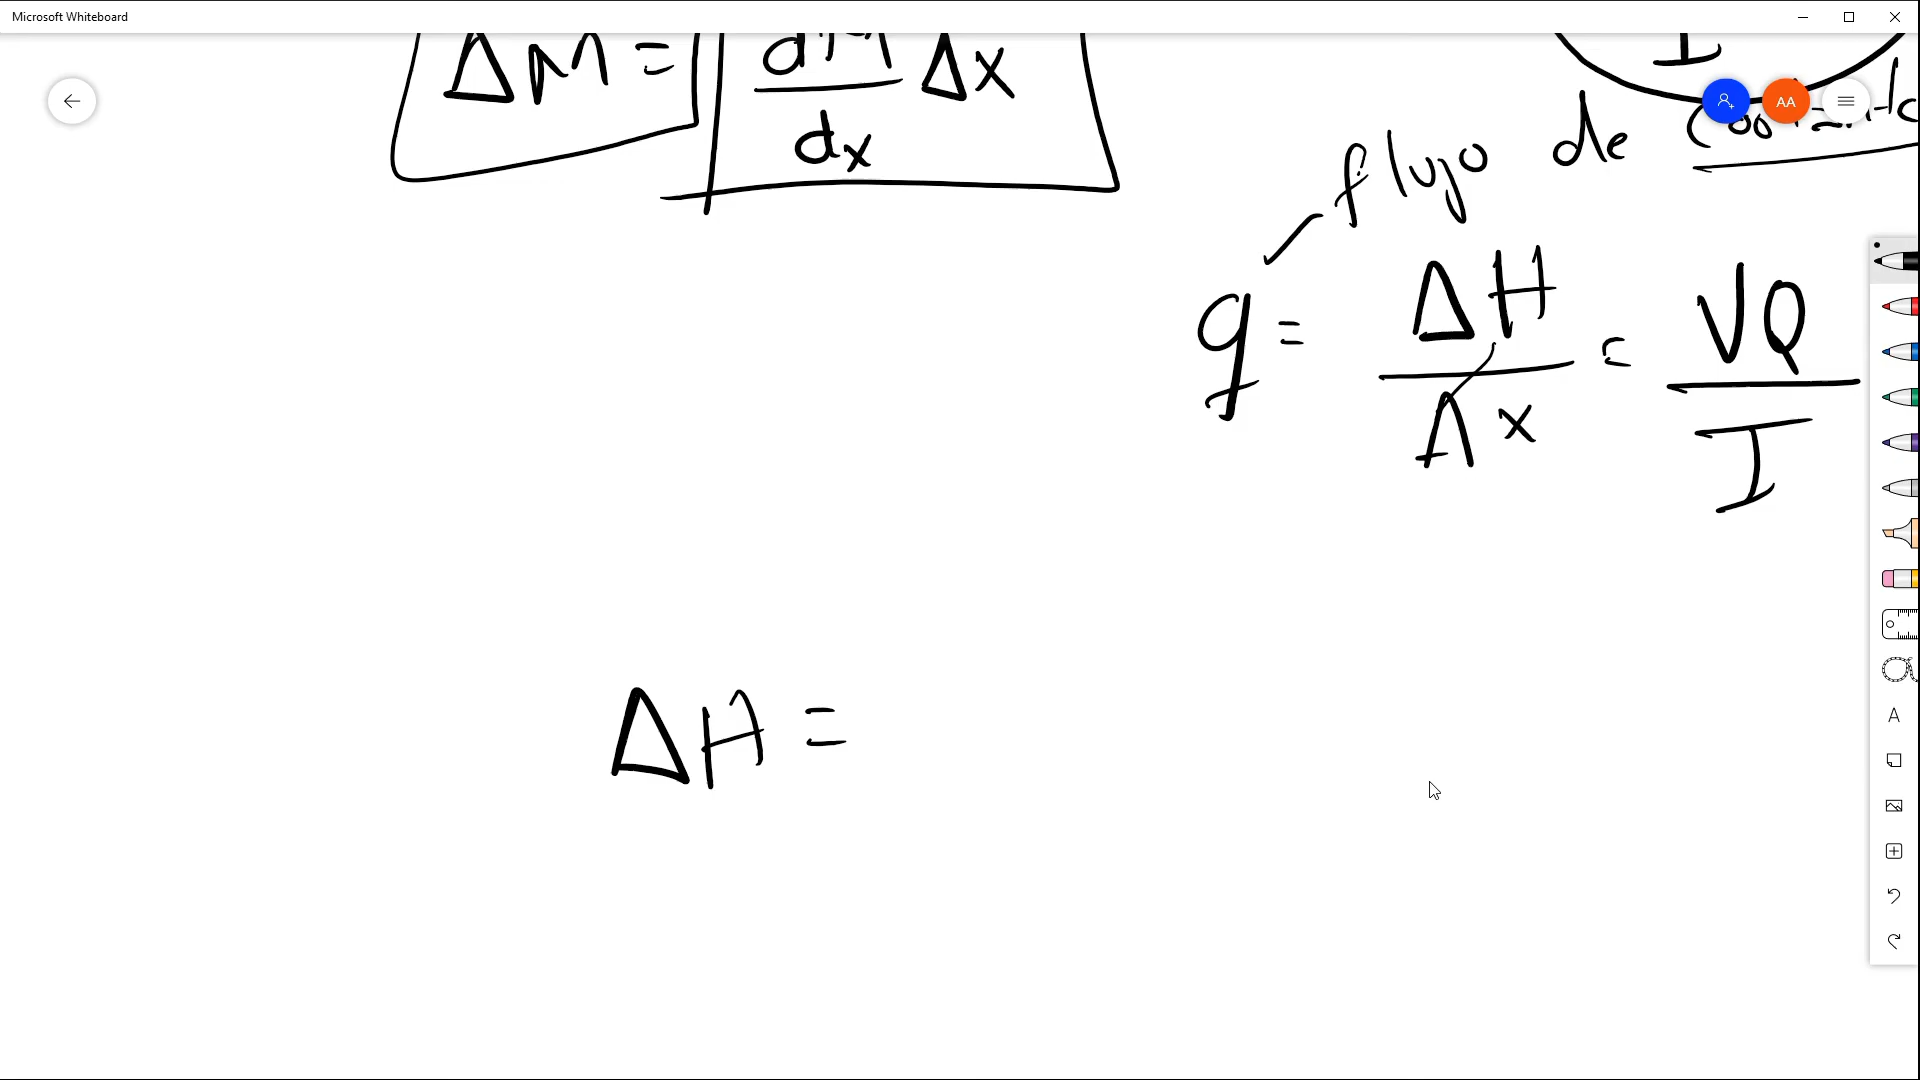 Microsoft Whiteboard
ΔM = dM/dx Δx
I
AA
flujo de
q = ΔH/Δx = VQ/I
ΔH =
A